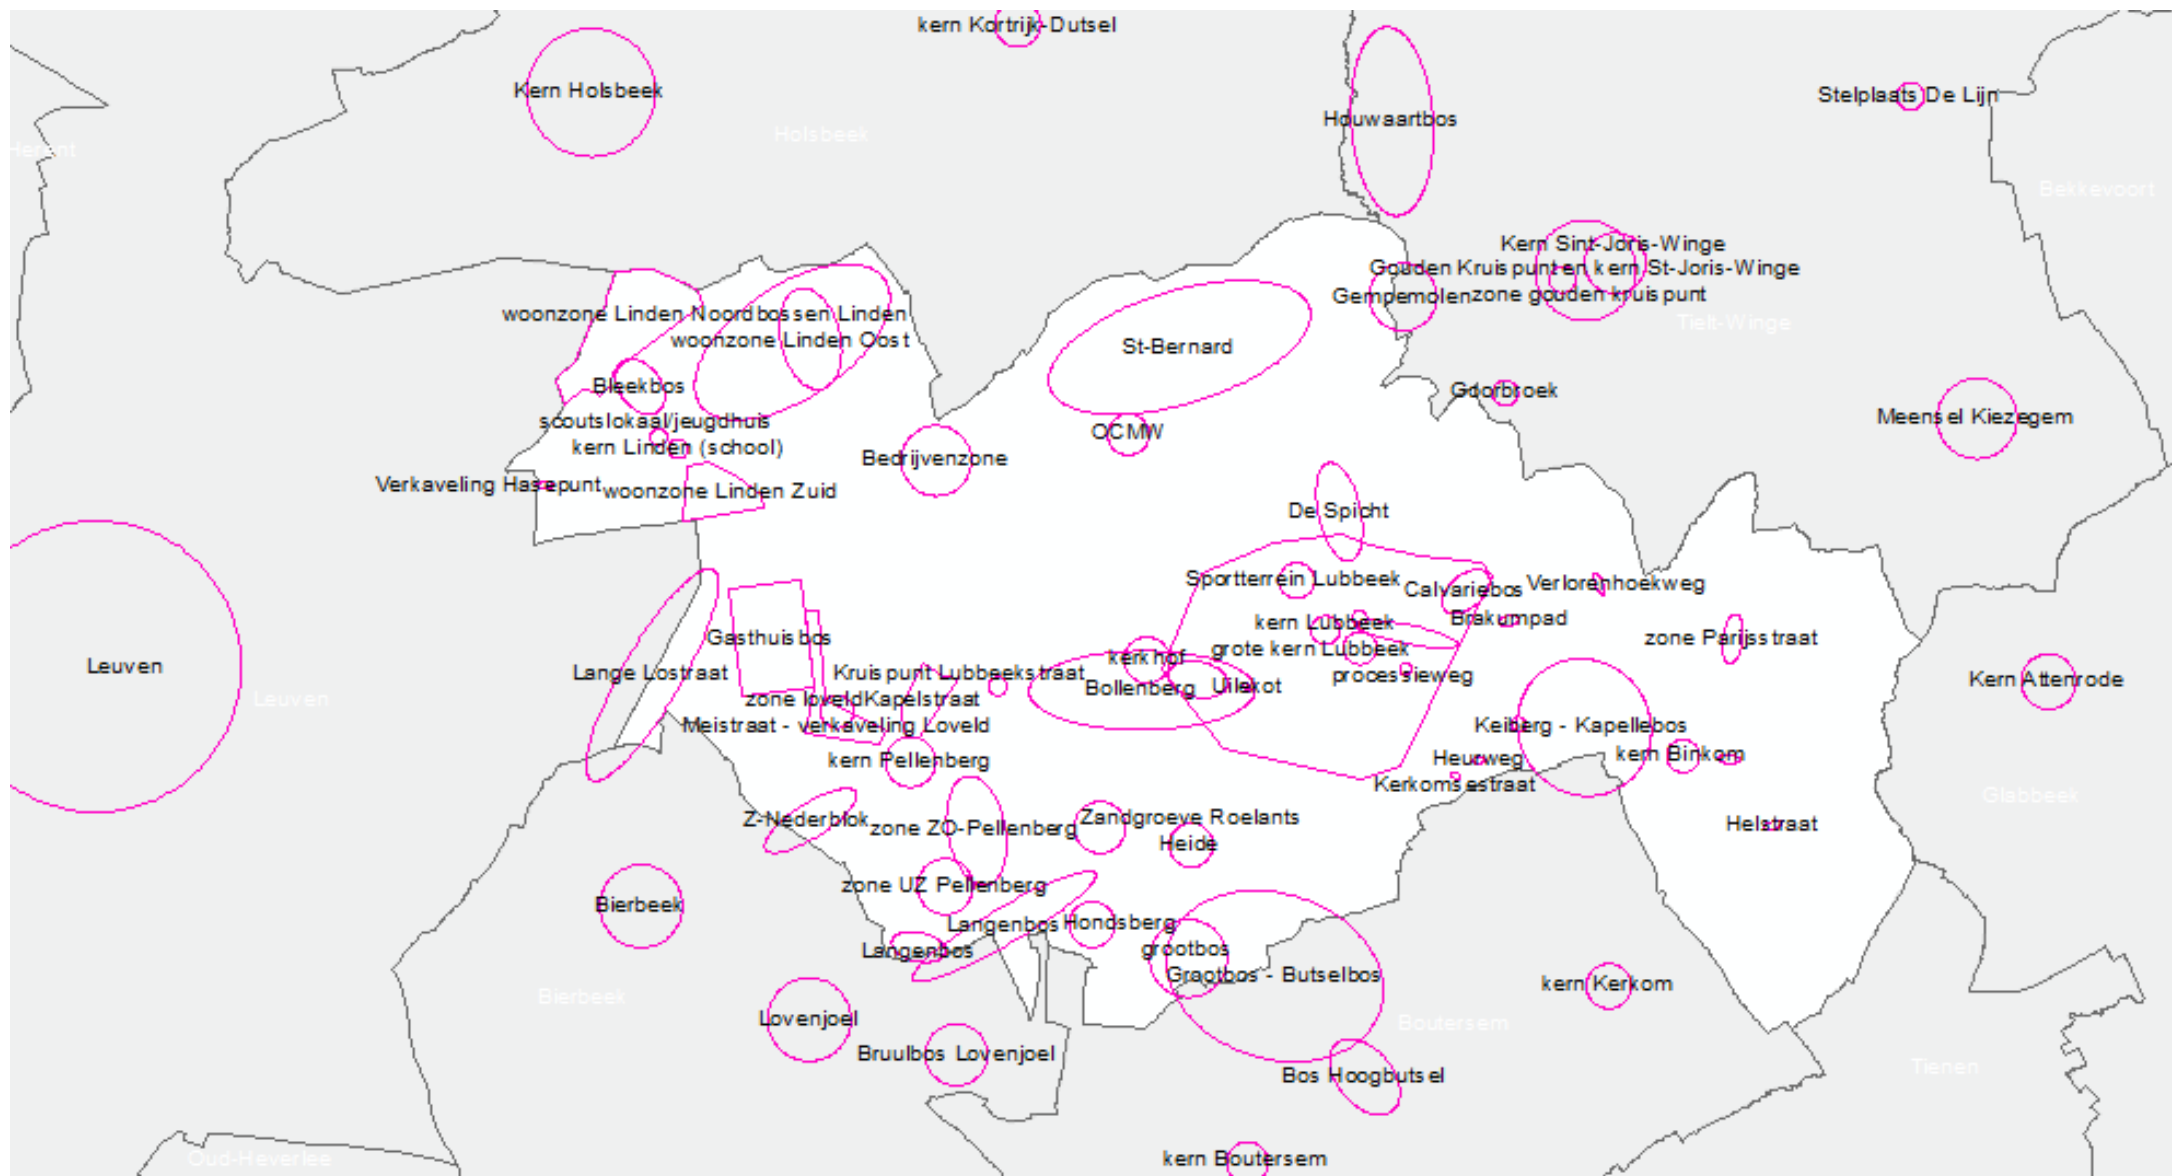 kern Kortrijk-Dutsel
Kern Holsbeek
Stelplaats De Lijn
Houwaartbos
Holsbeek
Herent
Bekkevoort
Kern Sint-Joris-Winge
Gouden Kruispunt en kern St-Joris-Winge
Gempemolen
zone gouden kruispunt
woonzone Linden Noord
bossen Linden
Tielt-Winge
woonzone Linden Oost
St-Bernard
Bleekbos
Goorbroek
Meensel Kiezegem
scoutslokaal/jeugdhuis
OCMW
kern Linden (school)
Bedrijvenzone
Verkaveling Hasepunt
woonzone Linden Zuid
De Spicht
Sportterrein Lubbeek
Calvariebos
Verlorenhoekweg
Brakumpad
kern Lubbeek
Gasthuisbos
zone Parijsstraat
grote kern Lubbeek
kerkhof
Leuven
Lange Lostraat
Kruispunt Lubbeekstraat
processieweg
Kern Attenrode
Bollenberg
Uilekot
Leuven
zone loveld
Kapelstraat
Meistraat - verkaveling Loveld
Keiberg - Kapellebos
kern Pellenberg
Heurweg
kern Binkom
Kerkomsestraat
Glabbeek
Z-Nederblok
zone ZO-Pellenberg
Zandgroeve Roelants
Helstraat
Heide
zone UZ Pellenberg
Bierbeek
Langenbos
Hondsberg
Langenbos
grootbos
Grootbos - Butselbos
kern Kerkom
Bierbeek
Lovenjoel
Boutersem
Bruulbos Lovenjoel
Bos Hoogbutsel
Tienen
Oud-Heverlee
kern Boutersem